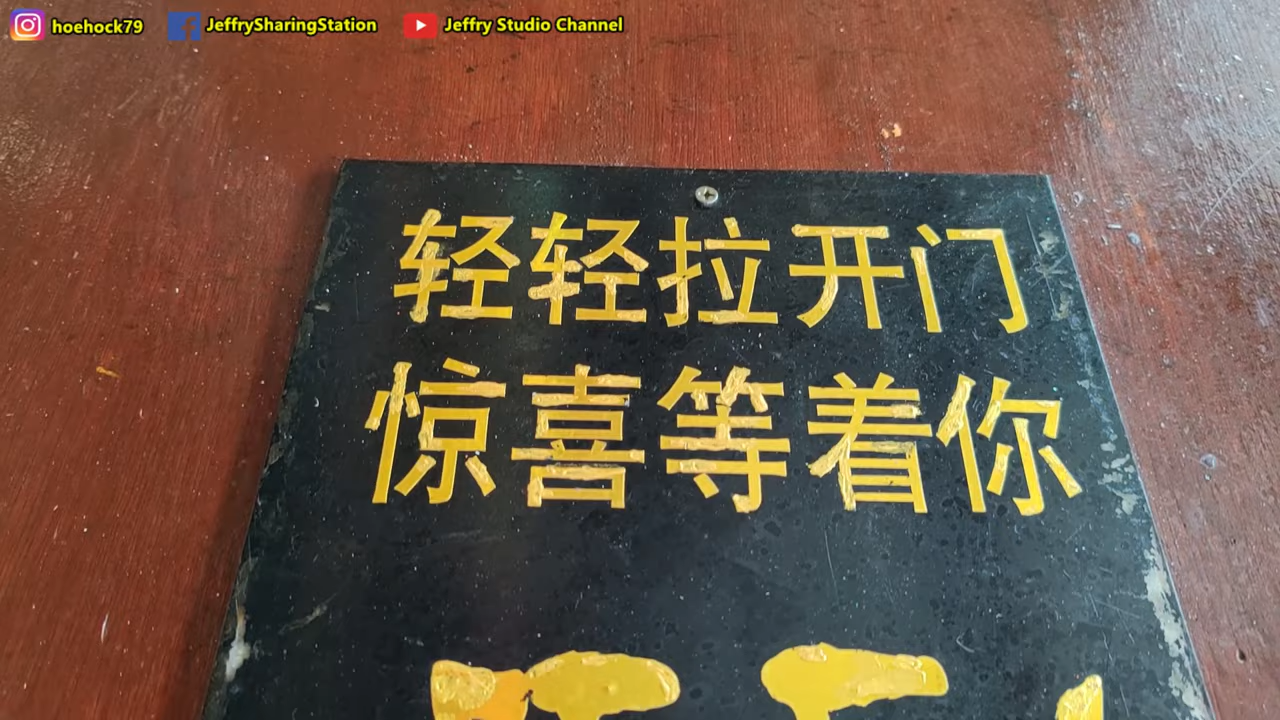 hoehock79 JeffrySharingStation Jeffry Studio Channel
轻轻拉开门
惊喜等着你